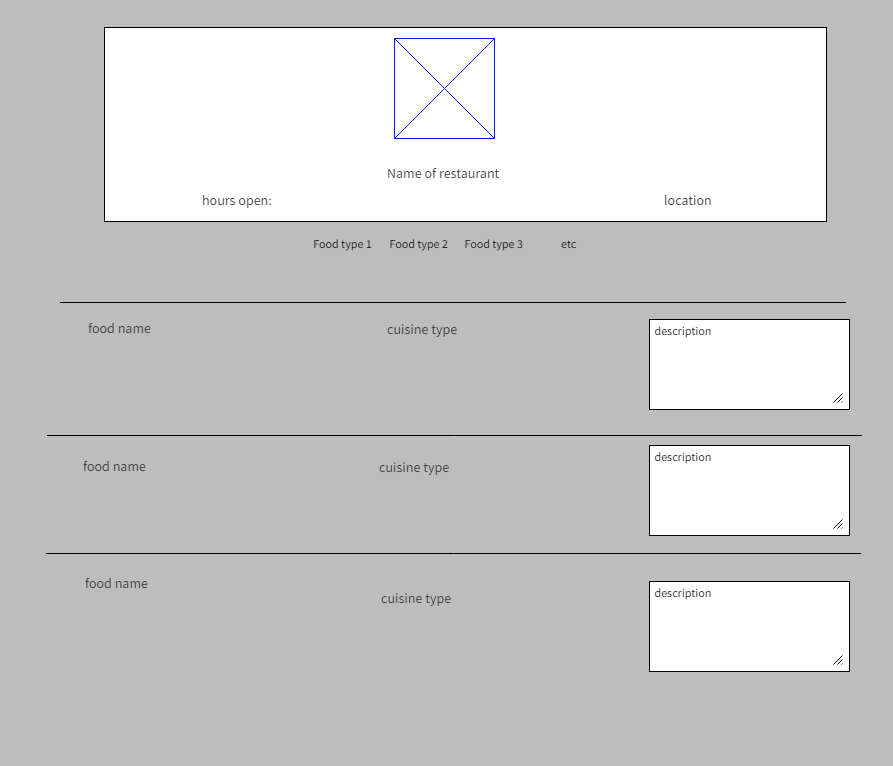 Name of restaurant
hours open:
location
Food type 1
Food type 2
Food type 3
etc
food name
cuisine type
description
food name
cuisine type
description
food name
cuisine type
description